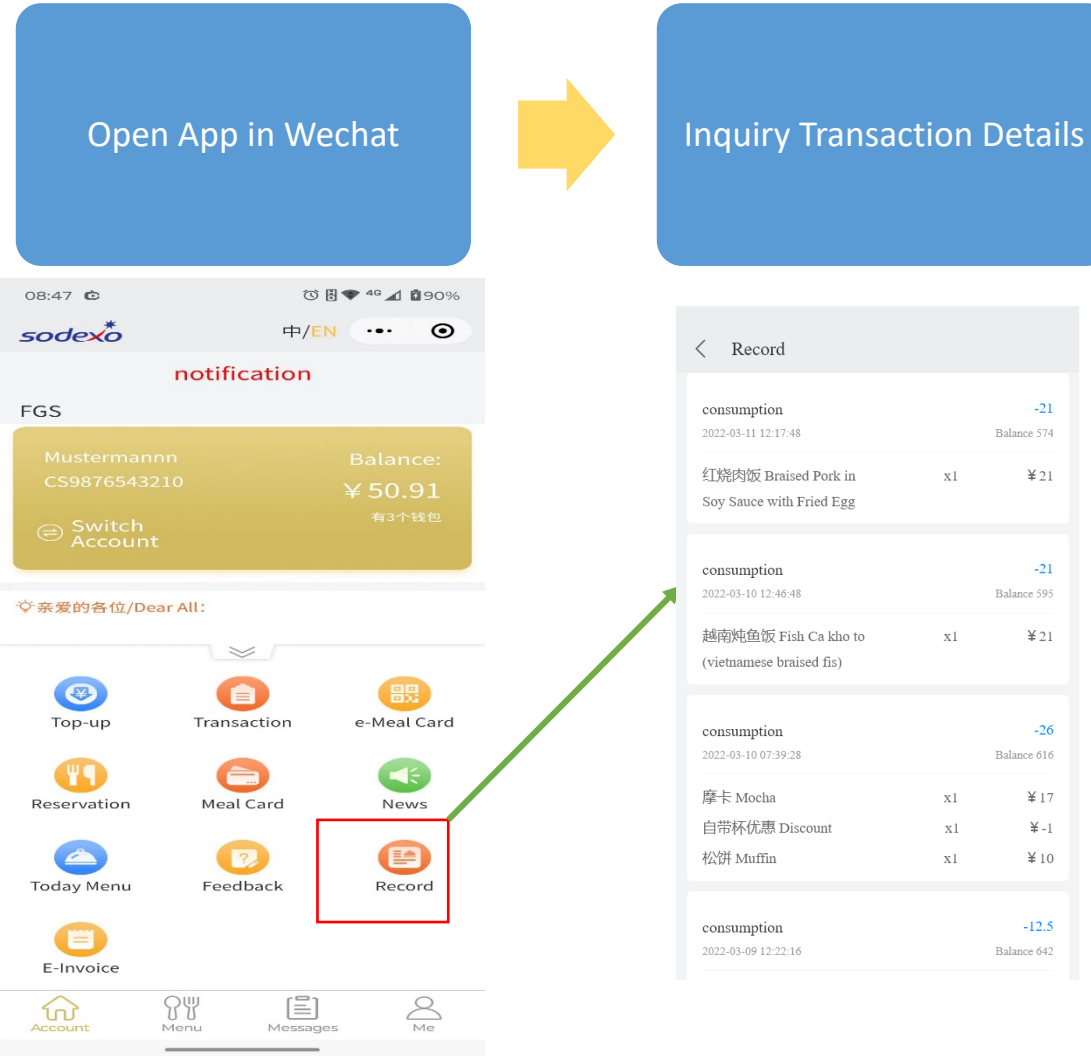 Open App in Wechat
Inquiry Transaction Details
08:47 4G 90%
sodexo 中/EN
notification
FGS
Mustermannn Balance:
CS9876543210 ¥ 50.91
有3个钱包
Switch
Account
亲爱的各位/Dear All:
Top-up Transaction e-Meal Card
Reservation Meal Card News
Today Menu Feedback Record
E-Invoice
Account Menu Messages Me
Record
consumption -21
2022-03-11 12:17:48 Balance 574
红烧肉饭 Braised Pork in x1 ¥ 21
Soy Sauce with Fried Egg
consumption -21
2022-03-10 12:46:48 Balance 595
越南炖鱼饭 Fish Ca kho to x1 ¥ 21
(vietnamese braised fis)
consumption -26
2022-03-10 07:39:28 Balance 616
摩卡 Mocha x1 ¥ 17
自带杯优惠 Discount x1 ¥ -1
松饼 Muffin x1 ¥ 10
consumption -12.5
2022-03-09 12:22:16 Balance 642